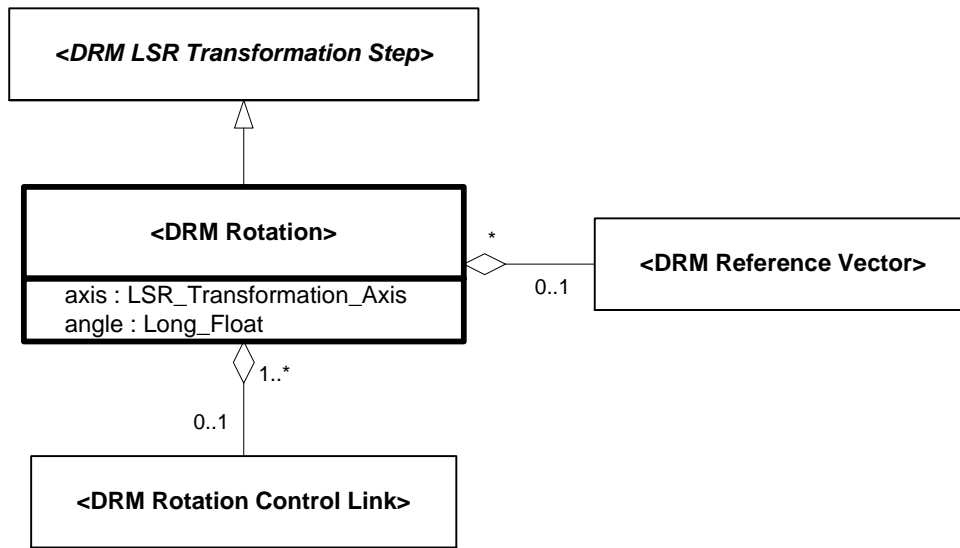 <DRM LSR Transformation Step>
<DRM Rotation>
axis : LSR_Transformation_Axis
angle : Long_Float
*
0..1
<DRM Reference Vector>
1..*
0..1
<DRM Rotation Control Link>